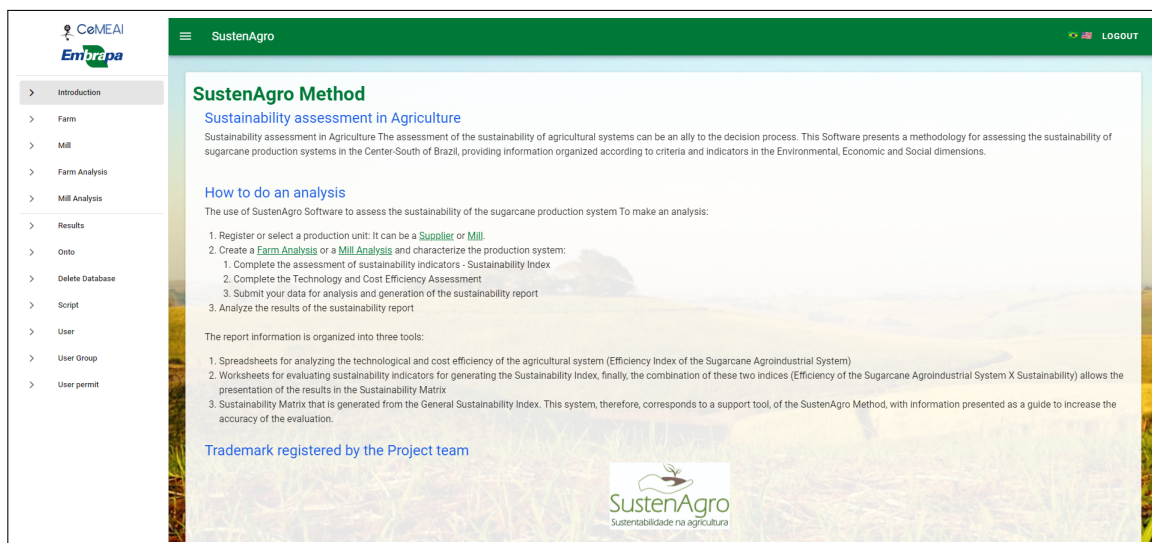 CeMEAI
Embrapa
SustenAgro
LOGOUT
Introduction
Farm
Mill
Farm Analysis
Mill Analysis
Results
Onto
Delete Database
Script
User
User Group
User permit
SustenAgro Method
Sustainability assessment in Agriculture
Sustainability assessment in Agriculture The assessment of the sustainability of agricultural systems can be an ally to the decision process. This Software presents a methodology for assessing the sustainability of
sugarcane production systems in the Center-South of Brazil, providing information organized according to criteria and indicators in the Environmental, Economic and Social dimensions.
How to do an analysis
The use of SustenAgro Software to assess the sustainability of the sugarcane production system To make an analysis:
1. Register or select a production unit: It can be a Supplier or Mill.
2. Create a Farm Analysis or a Mill Analysis and characterize the production system:
1. Complete the assessment of sustainability indicators - Sustainability Index
2. Complete the Technology and Cost Efficiency Assessment
3. Submit your data for analysis and generation of the sustainability report
3. Analyze the results of the sustainability report
The report information is organized into three tools:
1. Spreadsheets for analyzing the technological and cost efficiency of the agricultural system (Efficiency Index of the Sugarcane Agroindustrial System)
2. Worksheets for evaluating sustainability indicators for generating the Sustainability Index, finally, the combination of these two indices (Efficiency of the Sugarcane Agroindustrial System X Sustainability) allows the
presentation of the results in the Sustainability Matrix
3. Sustainability Matrix that is generated from the General Sustainability Index. This system, therefore, corresponds to a support tool, of the SustenAgro Method, with information presented as a guide to increase the
accuracy of the evaluation.
Trademark registered by the Project team
SustenAgro
Sustentabilidade na agricultura